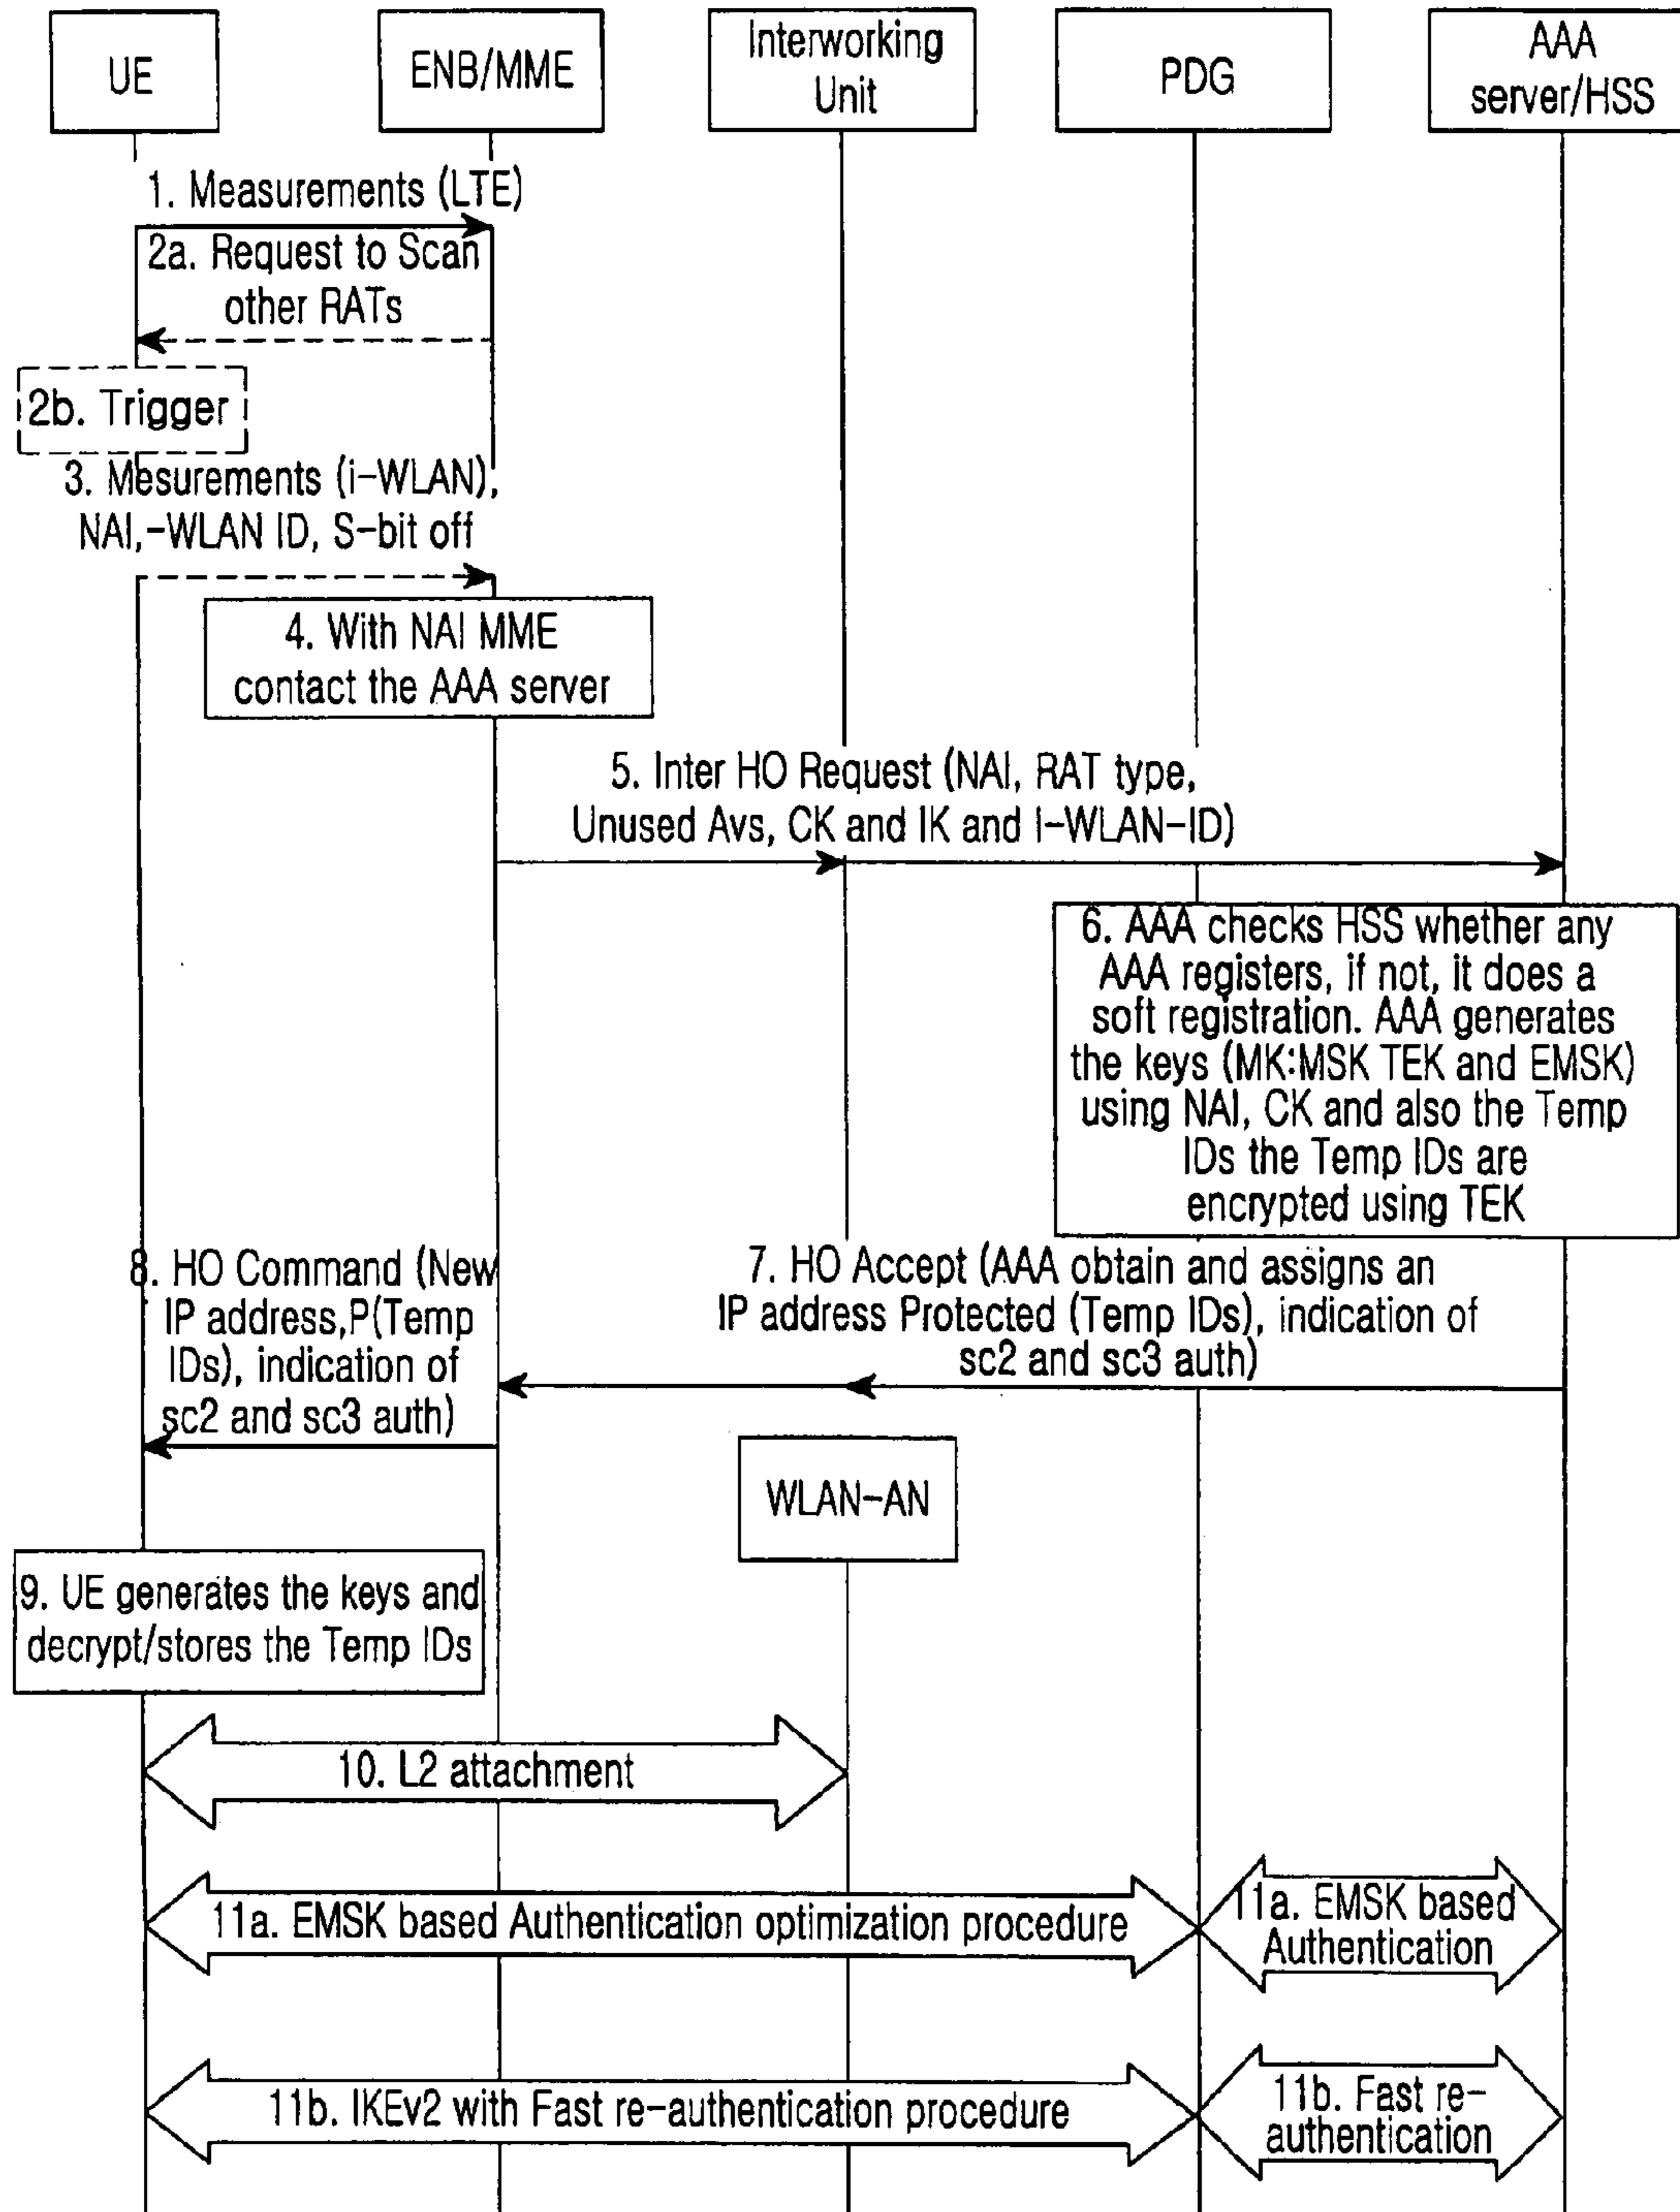 UE
ENB/MME
Interworking
Unit
PDG
AAA
server/HSS
1. Measurements (LTE)
2a. Request to Scan
other RATs
2b. Trigger
3. Mesurements (i-WLAN),
NAI,-WLAN ID, S-bit off
4. With NAI MME
contact the AAA server
5. Inter HO Request (NAI, RAT type,
Unused Avs, CK and IK and I-WLAN-ID)
6. AAA checks HSS whether any
AAA registers, if not, it does a
soft registration. AAA generates
the keys (MK:MSK TEK and EMSK)
using NAI, CK and also the Temp
IDs the Temp IDs are
encrypted using TEK
7. HO Accept (AAA obtain and assigns an
IP address Protected (Temp IDs), indication of
sc2 and sc3 auth)
8. HO Command (New
IP address,P(Temp
IDs), indication of
sc2 and sc3 auth)
WLAN-AN
9. UE generates the keys and
decrypt/stores the Temp IDs
10. L2 attachment
11a. EMSK based Authentication optimization procedure
11a. EMSK based
Authentication
11b. IKEv2 with Fast re-authentication procedure
11b. Fast re-
authentication